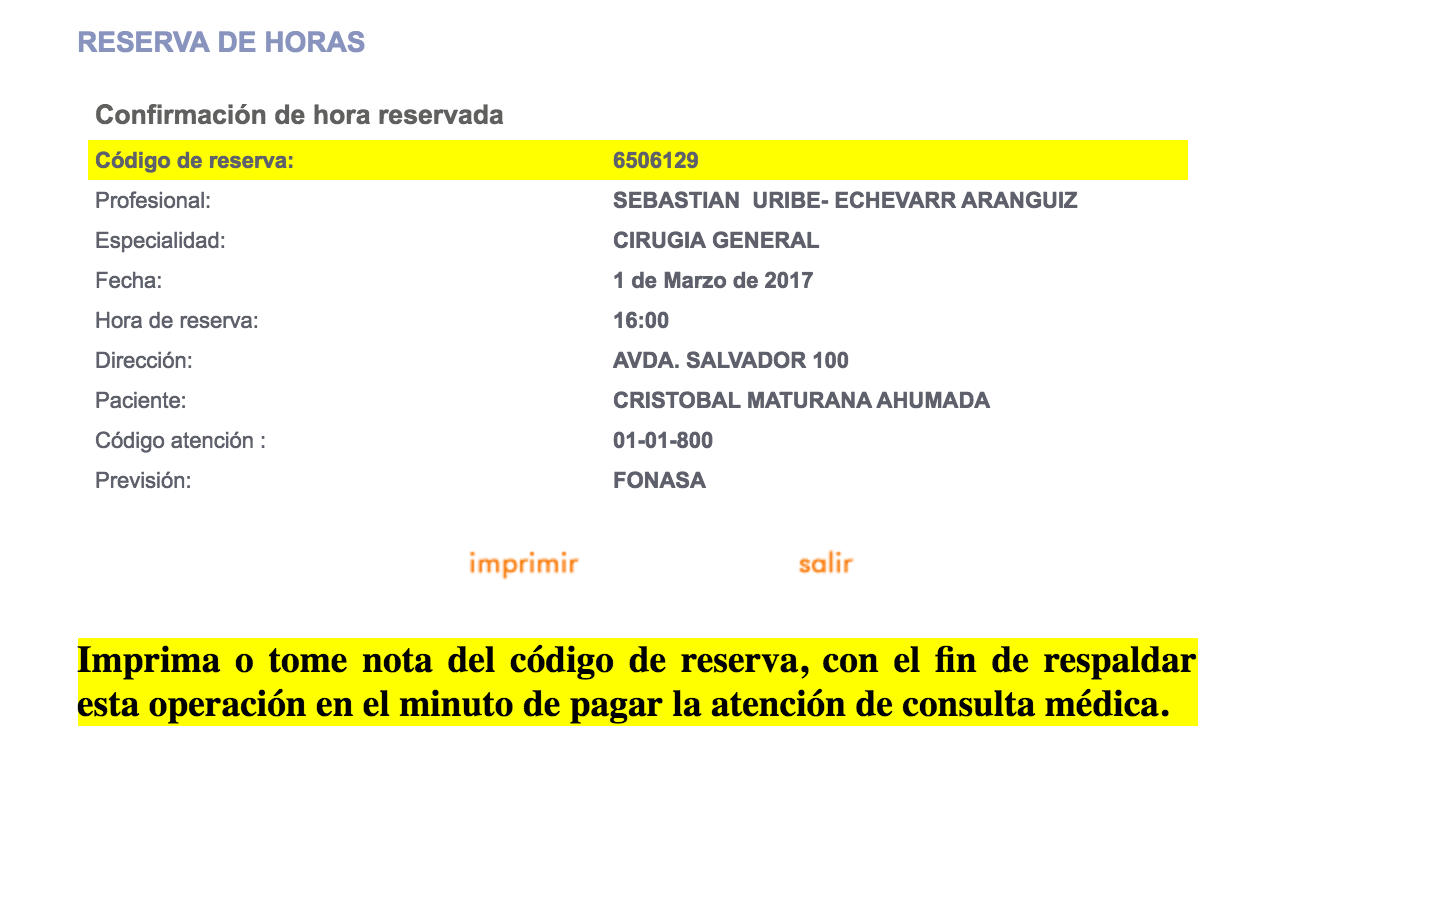 RESERVA DE HORAS
Confirmación de hora reservada
Código de reserva: 6506129
Profesional: SEBASTIAN  URIBE- ECHEVARR ARANGUIZ
Especialidad: CIRUGIA GENERAL
Fecha: 1 de Marzo de 2017
Hora de reserva: 16:00
Dirección: AVDA. SALVADOR 100
Paciente: CRISTOBAL MATURANA AHUMADA
Código atención : 01-01-800
Previsión: FONASA
imprimir salir
Imprima o tome nota del código de reserva, con el fin de respaldar
esta operación en el minuto de pagar la atención de consulta médica.